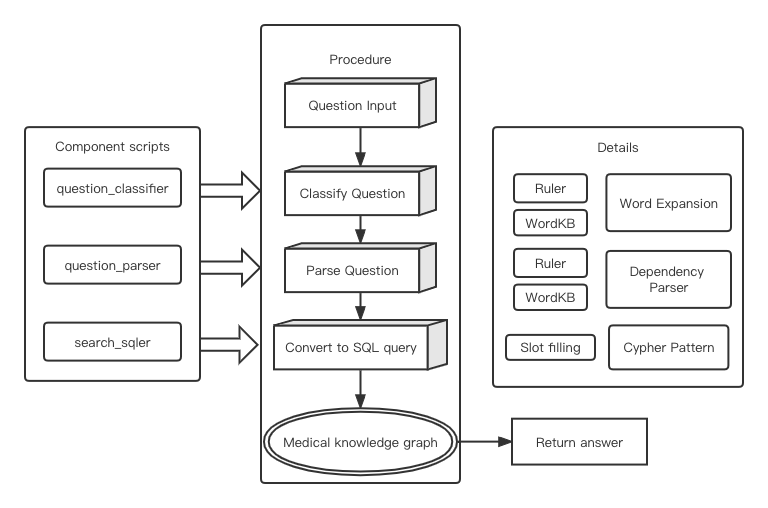 Component scripts
question_classifier
question_parser
search_sqler
Procedure
Question Input
Classify Question
Parse Question
Convert to SQL query
Medical knowledge graph
Details
Ruler
WordKB
Word Expansion
Ruler
WordKB
Dependency
Parser
Slot filling
Cypher Pattern
Return answer